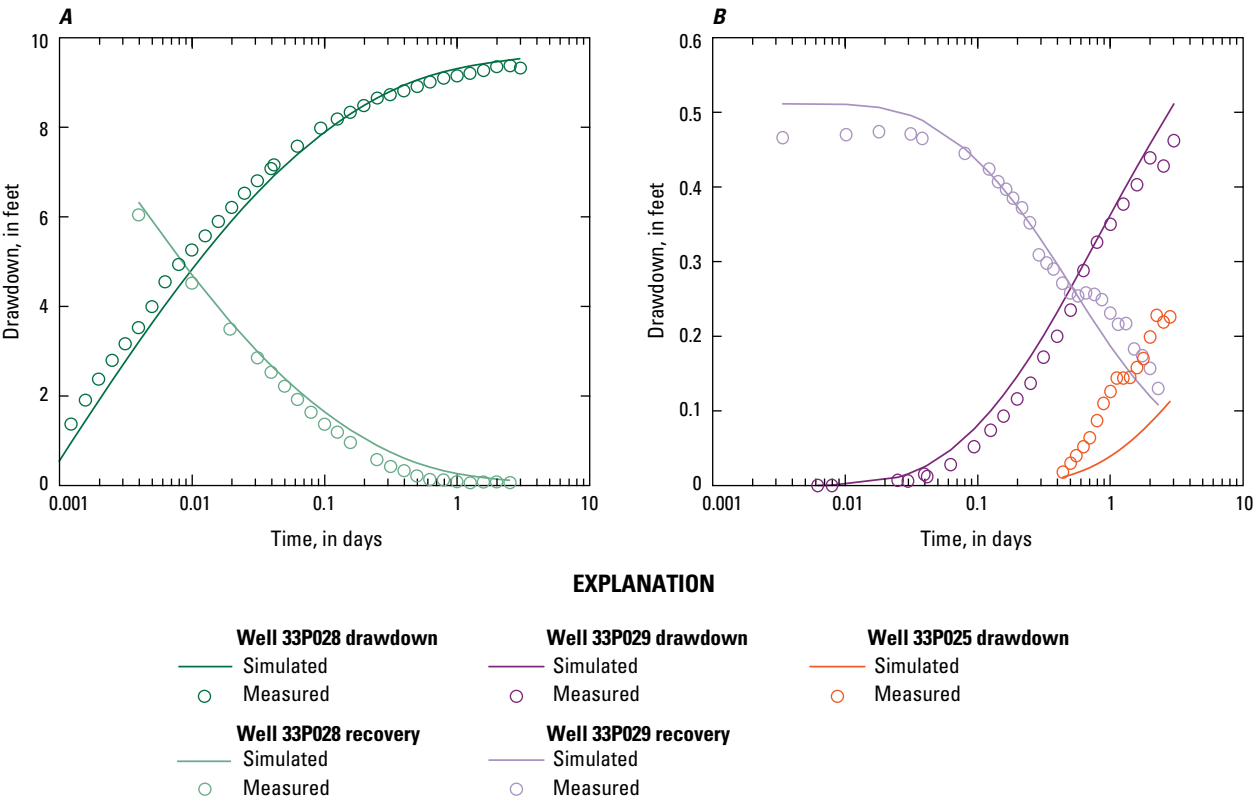 A
10
8
6
4
2
0
Drawdown, in feet
0.001 0.01 0.1 1 10
Time, in days
B
0.6
0.5
0.4
0.3
0.2
0.1
0
Drawdown, in feet
0.001 0.01 0.1 1 10
Time, in days
EXPLANATION
Well 33P028 drawdown
Simulated
Measured
Well 33P028 recovery
Simulated
Measured
Well 33P029 drawdown
Simulated
Measured
Well 33P029 recovery
Simulated
Measured
Well 33P025 drawdown
Simulated
Measured